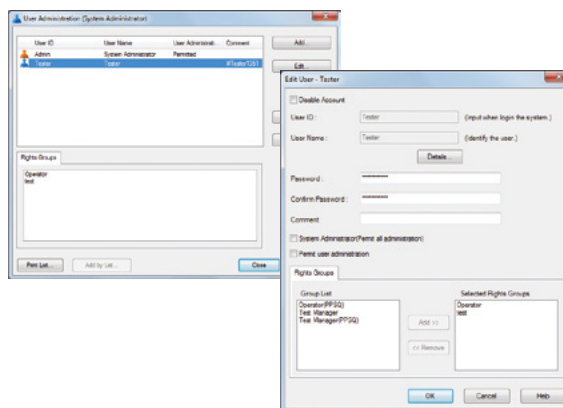 User Administration (System Administrator)
User ID User Name User Administrat... Comment
Admin System Administrator Permitted
Tester Tester #Tester1261
Add...
Edit...
Rights Groups
Operator
test
Print List...
Add by List...
Close
Edit User - Tester
Disable Account
User ID : Tester (input when login the system.)
User Name : Tester (identify the user.)
Details...
Password :
Confirm Password :
Comment
System Administrator(Permit all administration)
Permit user administration
Rights Groups
Group List
Operator(PPSQ)
Test Manager
Test Manager(PPSQ)
Add >>
<< Remove
Selected Rights Groups
Operator
test
OK
Cancel
Help